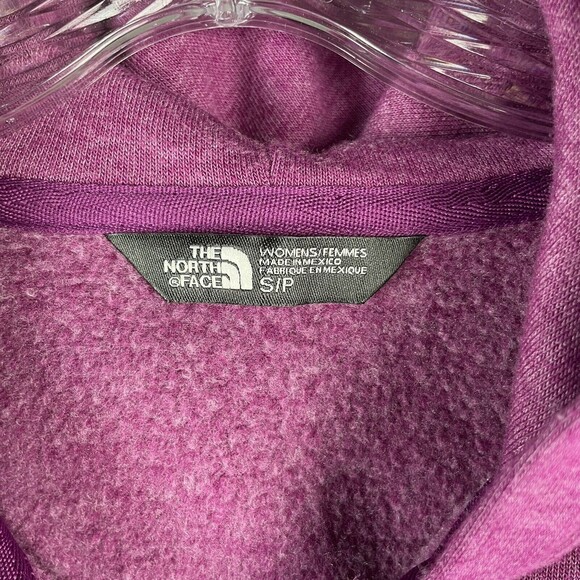 THE
NORTH
®FACE
WOMENS/FEMMES
MADE IN MEXICO
FABRIQUE EN MEXIQUE
S/P